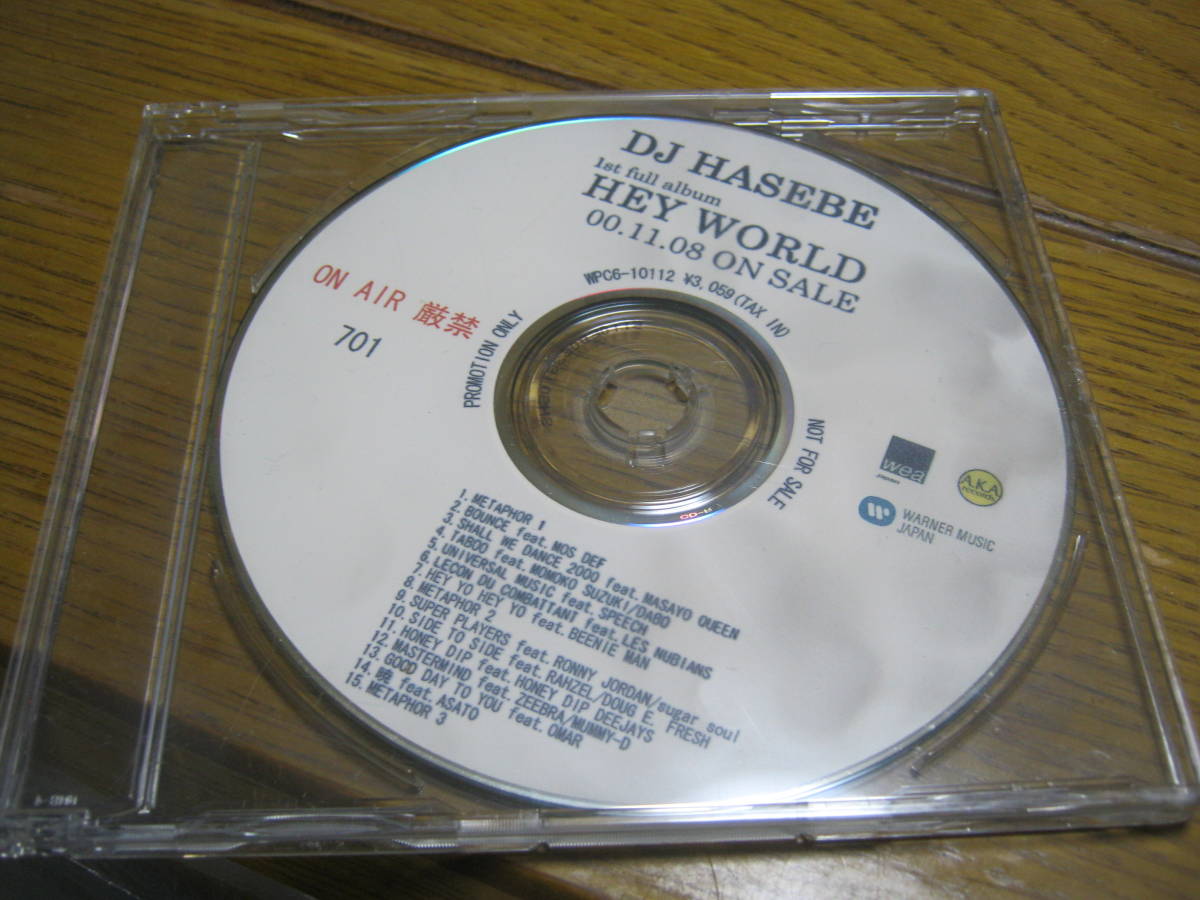 DJ HASEBE
1st full album
HEY WORLD
00.11.08 ON SALE
WPC6-10112 ¥3,059(TAX IN)
ON AIR 厳禁
701
PROMOTION ONLY
NOT FOR SALE
wea
Japan
A.K.A
records
WARNER MUSIC
JAPAN
CD-R
1. METAPHOR 1
2. BOUNCE feat. MOS DEF
3. SHALL WE DANCE 2000 feat. MASAYO QUEEN
4. TABOO feat. MOMOKO SUZUKI/DABO
5. UNIVERSAL MUSIC feat. SPEECH
6. LECON DU COMBATTANT feat. LES NUBIANS
7. HEY YO HEY YO feat. BEENIE MAN
8. METAPHOR 2
9. SUPER PLAYERS feat. RONNY JORDAN/sugar soul
10. SIDE TO SIDE feat. RAHZEL/DOUG E. FRESH
11. HONEY DIP feat. HONEY DIP DEEJAYS
12. MASTERMIND feat. ZEEBRA/MUMMY-D
13. GOOD DAY TO YOU feat. OMAR
14. 暁 feat. ASATO
15. METAPHOR 3